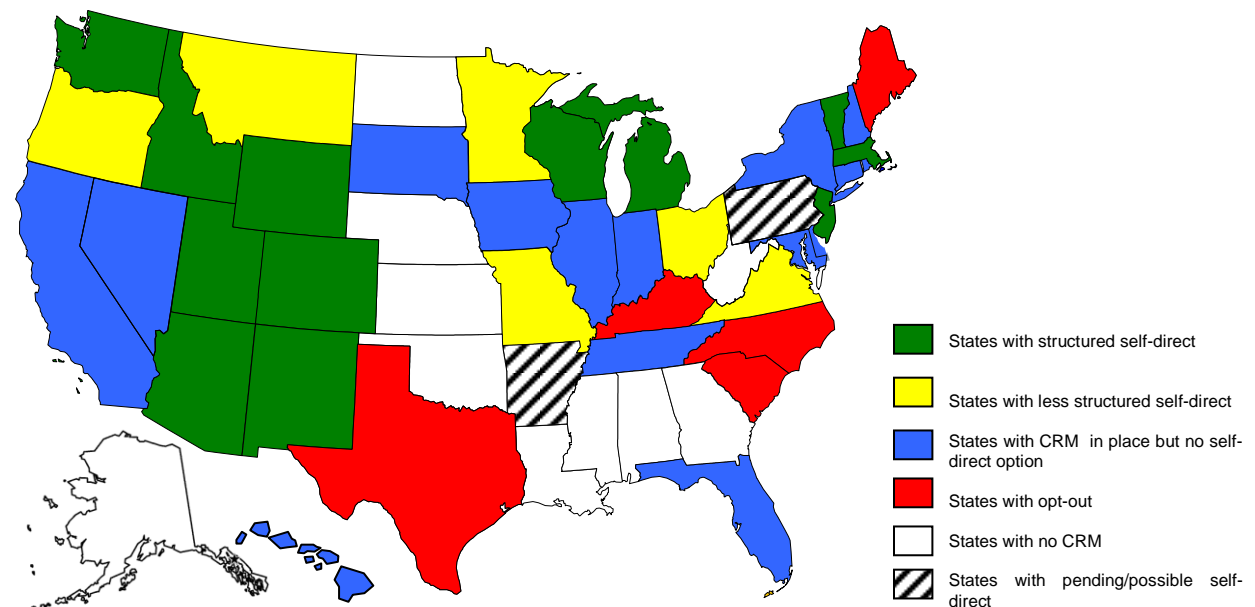 States with structured self-direct
States with less structured self-direct
States with CRM in place but no self-
direct option
States with opt-out
States with no CRM
States with pending/possible self-
direct